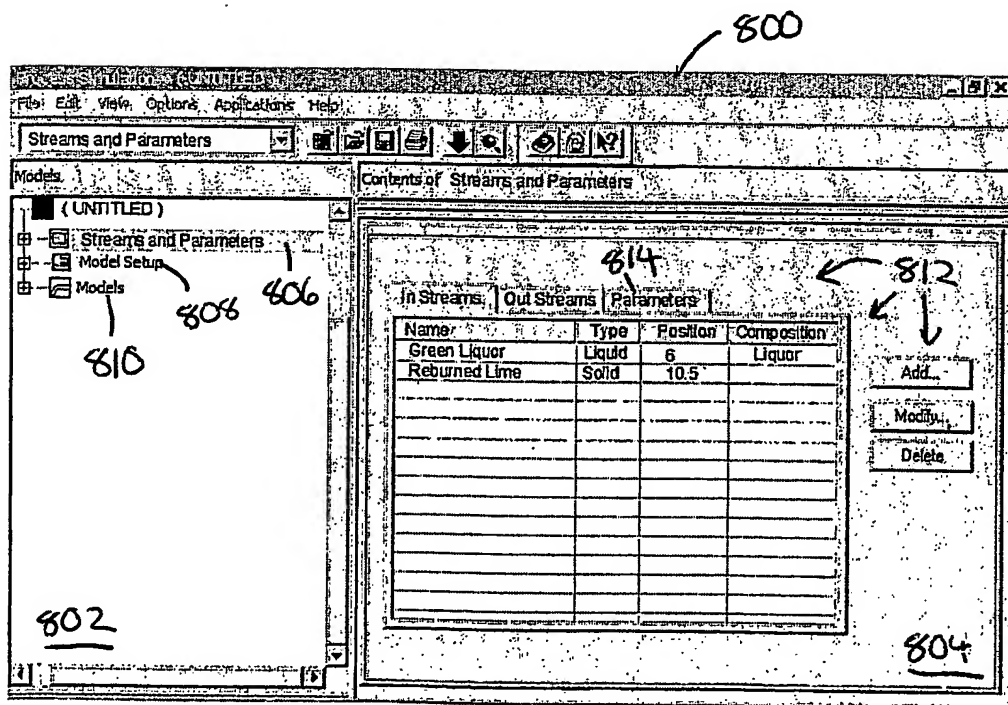 800
Process Simulation - (UNTITLED)
File Edit View Options Applications Help
Streams and Parameters
Models
Contents of Streams and Parameters
(UNTITLED)
Streams and Parameters
Model Setup
Models
806
808
810
814
812
In Streams Out Streams Parameters
Name Type Position Composition
Green Liquor Liquid 6 Liquor
Reburned Lime Solid 10.5
Add...
Modify...
Delete
802
804